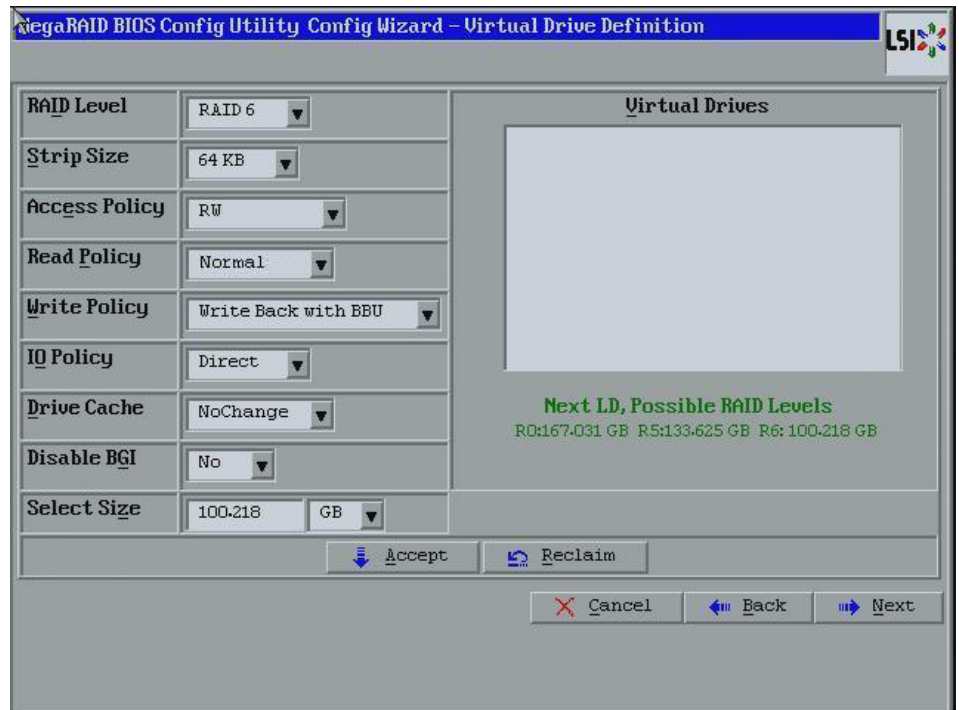 MegaRAID BIOS Config Utility Config Wizard – Virtual Drive Definition
LSI
RAID Level RAID 6
Strip Size 64 KB
Access Policy RW
Read Policy Normal
Write Policy Write Back with BBU
IO Policy Direct
Drive Cache NoChange
Disable BGI No
Select Size 100.218 GB
Virtual Drives
Next LD, Possible RAID Levels
R0:167.031 GB R5:133.625 GB R6: 100.218 GB
Accept Reclaim
Cancel Back Next